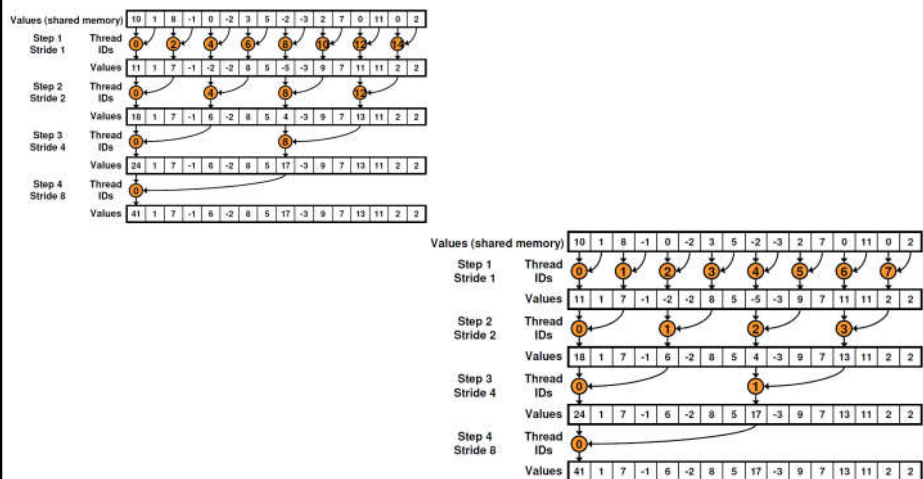 Values (shared memory) 10 1 8 -1 0 -2 3 5 -2 -3 2 7 0 11 0 2
Step 1 Stride 1 Thread IDs 0 2 4 6 8 10 12 14
Values 11 1 7 -1 -2 -2 8 5 -5 -3 9 7 11 11 2 2
Step 2 Stride 2 Thread IDs 0 4 8 12
Values 18 1 7 -1 6 -2 8 5 4 -3 9 7 13 11 2 2
Step 3 Stride 4 Thread IDs 0 8
Values 24 1 7 -1 6 -2 8 5 17 -3 9 7 13 11 2 2
Step 4 Stride 8 Thread IDs 0
Values 41 1 7 -1 6 -2 8 5 17 -3 9 7 13 11 2 2
Values (shared memory) 10 1 8 -1 0 -2 3 5 -2 -3 2 7 0 11 0 2
Step 1 Stride 1 Thread IDs 0 1 2 3 4 5 6 7
Values 11 1 7 -1 -2 -2 8 5 -5 -3 9 7 11 11 2 2
Step 2 Stride 2 Thread IDs 0 1 2 3
Values 18 1 7 -1 6 -2 8 5 4 -3 9 7 13 11 2 2
Step 3 Stride 4 Thread IDs 0 1
Values 24 1 7 -1 6 -2 8 5 17 -3 9 7 13 11 2 2
Step 4 Stride 8 Thread IDs 0
Values 41 1 7 -1 6 -2 8 5 17 -3 9 7 13 11 2 2